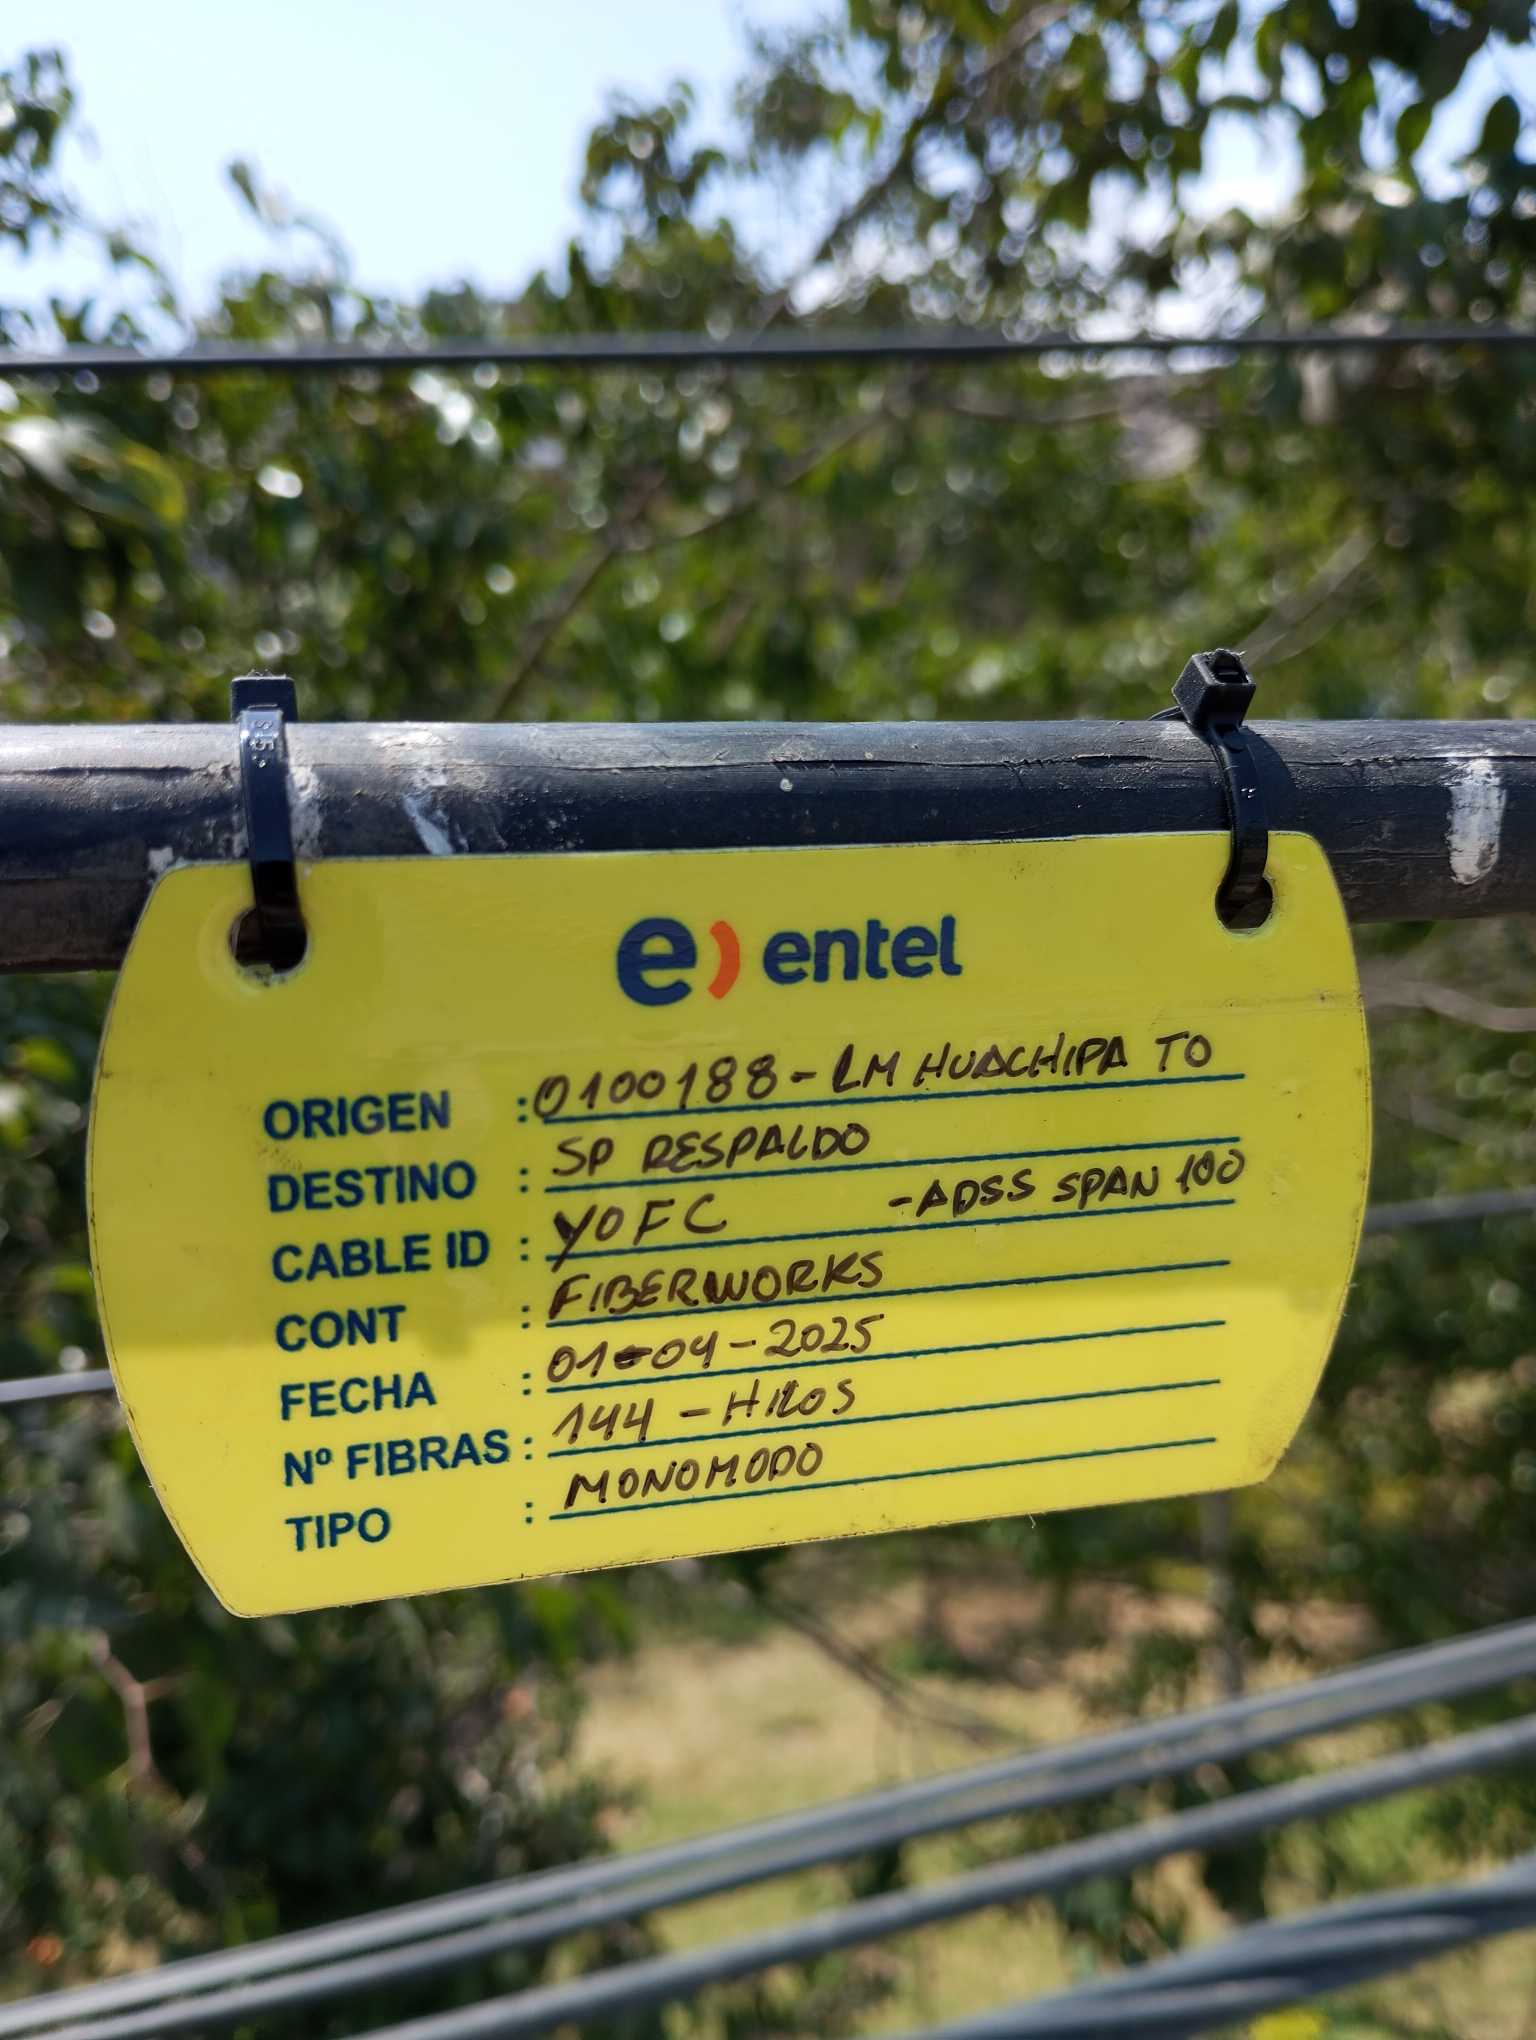 e) entel
ORIGEN : 0100188 - LM HUACHIPA TO
DESTINO : SP RESPALDO
CABLE ID : YOFC - ADSS SPAN 100
CONT : FIBERWORKS
FECHA : 01-04-2025
Nº FIBRAS : 144 - HILOS
TIPO : MONOMODO